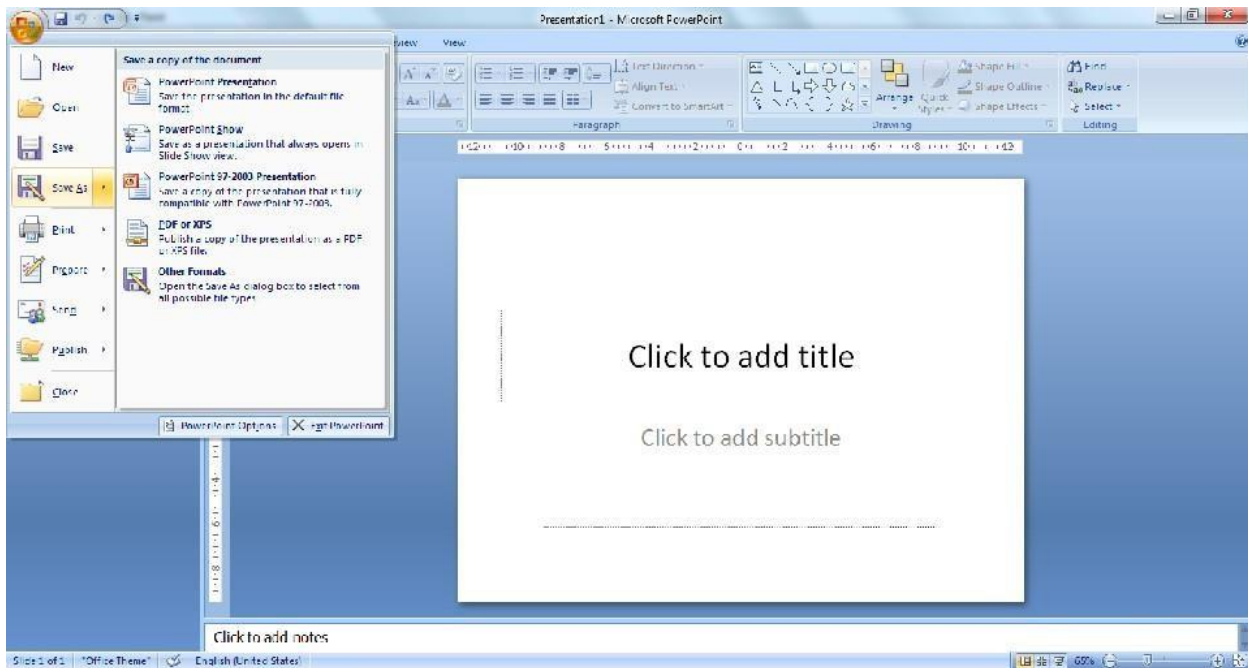 Presentation1 - Microsoft PowerPoint
View
New
Open
Save
Save As
Print
Prepare
Send
Publish
Close
Save a copy of the document
PowerPoint Presentation
Save the presentation in the default file
format.
PowerPoint Show
Save as a presentation that always opens in
Slide Show view.
PowerPoint 97-2003 Presentation
Save a copy of the presentation that is fully
compatible with PowerPoint 97-2003.
PDF or XPS
Publish a copy of the presentation as a PDF
or XPS file.
Other Formats
Open the Save As dialog box to select from
all possible file types.
PowerPoint Options
Exit PowerPoint
Text Direction
Align Text
Convert to SmartArt
Paragraph
Arrange
Quick
Styles
Shape Fill
Shape Outline
Shape Effects
Drawing
Find
Replace
Select
Editing
Click to add title
Click to add subtitle
Click to add notes
Slide 1 of 1 "Office Theme" English (United States) 65%